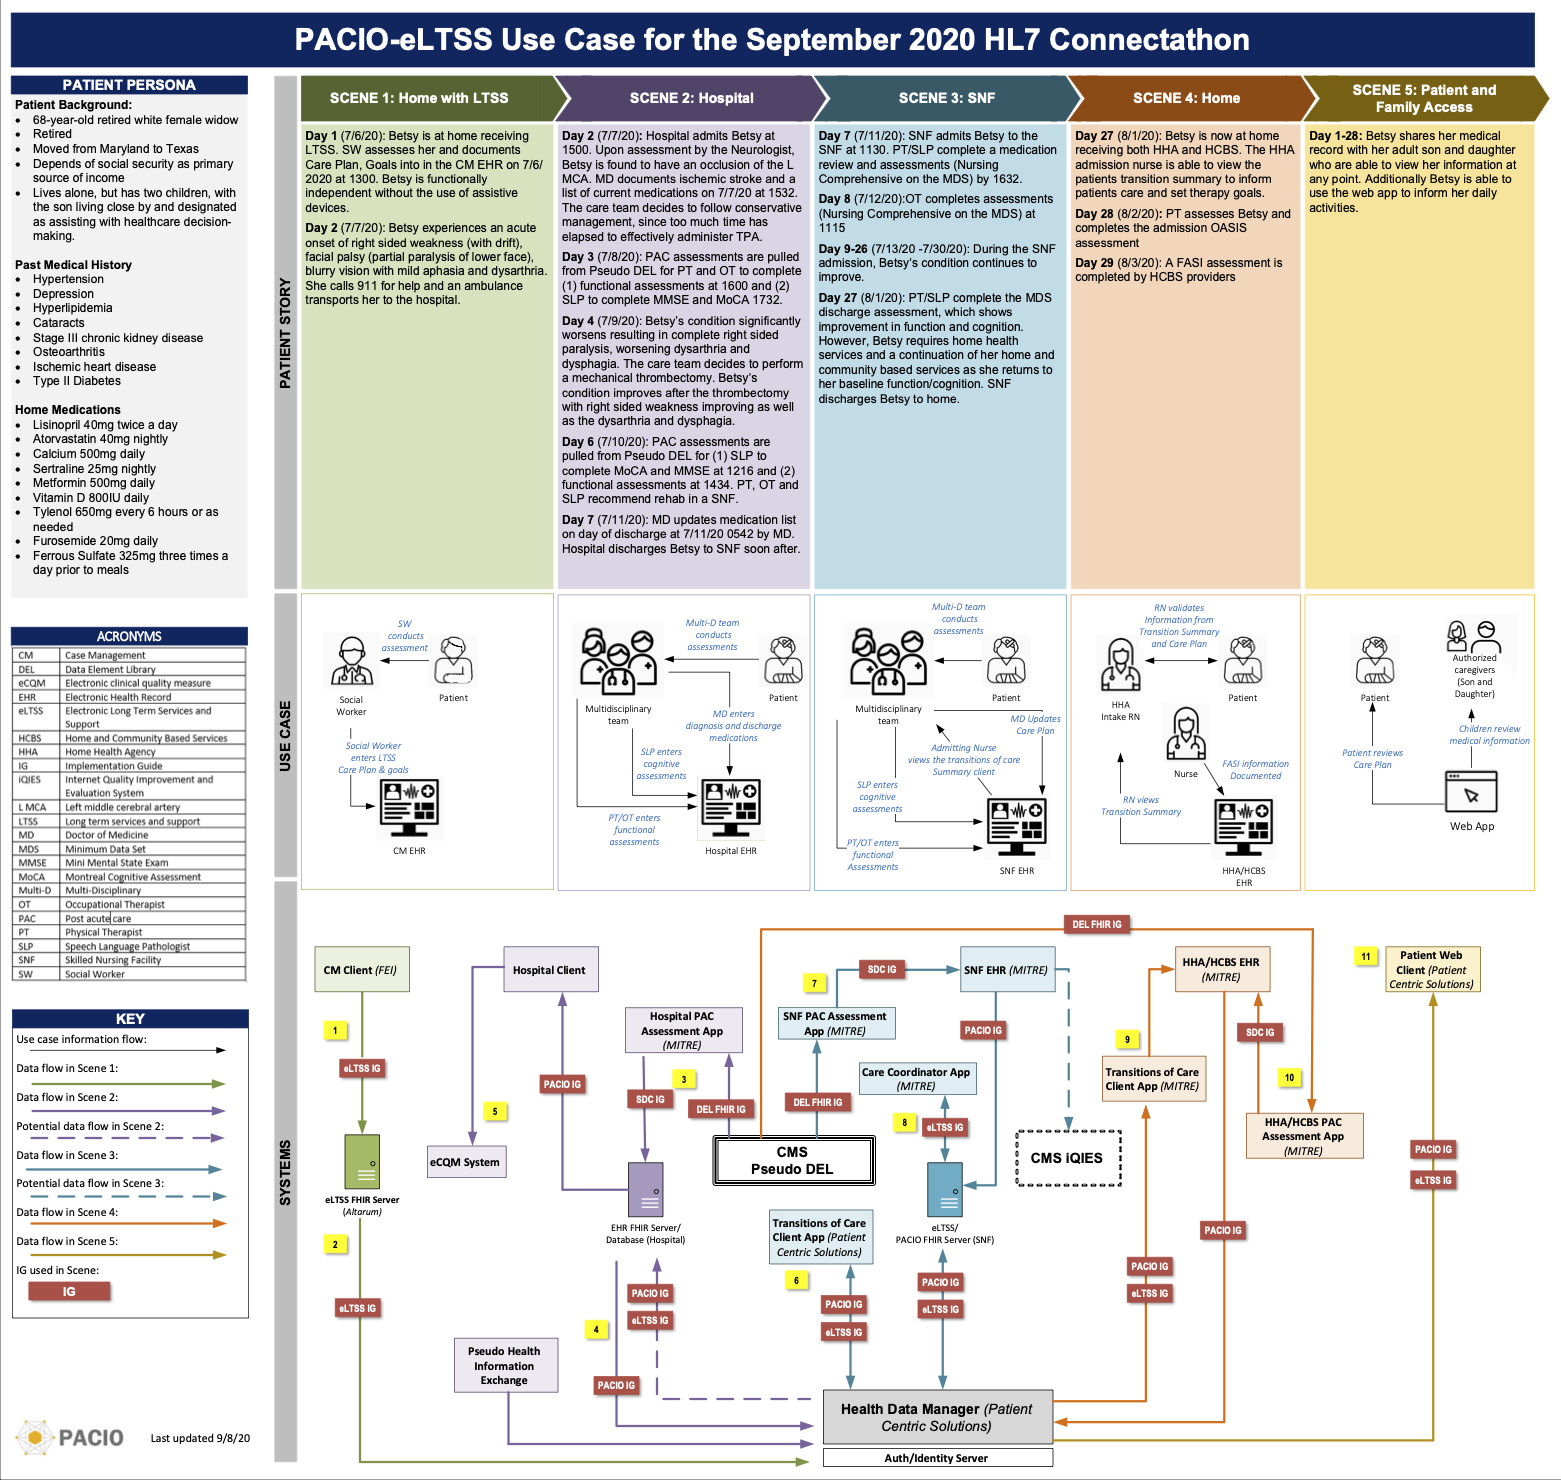 PACIO-eLTSS Use Case for the September 2020 HL7 Connectathon
PATIENT PERSONA
Patient Background:
• 68-year-old retired white female widow
• Retired
• Moved from Maryland to Texas
• Depends of social security as primary
source of income
• Lives alone, but has two children, with
the son living close by and designated
as assisting with healthcare decision-
making.
Past Medical History
• Hypertension
• Depression
• Hyperlipidemia
• Cataracts
• Stage III chronic kidney disease
• Osteoarthritis
• Ischemic heart disease
• Type II Diabetes
Home Medications
• Lisinopril 40mg twice a day
• Atorvastatin 40mg nightly
• Calcium 500mg daily
• Sertraline 25mg nightly
• Metformin 500mg daily
• Vitamin D 800IU daily
• Tylenol 650mg every 6 hours or as
needed
• Furosemide 20mg daily
• Ferrous Sulfate 325mg three times a
day prior to meals
ACRONYMS
CM Case Management
DEL Data Element Library
eCQM Electronic clinical quality measure
EHR Electronic Health Record
eLTSS Electronic Long Term Services and
Support
HCBS Home and Community Based Services
HHA Home Health Agency
IG Implementation Guide
iQIES Internet Quality Improvement and
Evaluation System
L MCA Left middle cerebral artery
LTSS Long term services and support
MD Doctor of Medicine
MDS Minimum Data Set
MMSE Mini Mental State Exam
MoCA Montreal Cognitive Assessment
Multi-D Multi-Disciplinary
OT Occupational Therapist
PAC Post acute care
PT Physical Therapist
SLP Speech Language Pathologist
SNF Skilled Nursing Facility
SW Social Worker
KEY
Use case information flow:
Data flow in Scene 1:
Data flow in Scene 2:
Potential data flow in Scene 2:
Data flow in Scene 3:
Potential data flow in Scene 3:
Data flow in Scene 4:
Data flow in Scene 5:
IG used in Scene:
IG
PACIO
Last updated 9/8/20
PATIENT STORY
SCENE 1: Home with LTSS
Day 1 (7/6/20): Betsy is at home receiving
LTSS. SW assesses her and documents
Care Plan, Goals into in the CM EHR on 7/6/
2020 at 1300. Betsy is functionally
independent without the use of assistive
devices.
Day 2 (7/7/20): Betsy experiences an acute
onset of right sided weakness (with drift),
facial palsy (partial paralysis of lower face),
blurry vision with mild aphasia and dysarthria.
She calls 911 for help and an ambulance
transports her to the hospital.
SCENE 2: Hospital
Day 2 (7/7/20): Hospital admits Betsy at
1500. Upon assessment by the Neurologist,
Betsy is found to have an occlusion of the L
MCA. MD documents ischemic stroke and a
list of current medications on 7/7/20 at 1532.
The care team decides to follow conservative
management, since too much time has
elapsed to effectively administer TPA.
Day 3 (7/8/20): PAC assessments are pulled
from Pseudo DEL for PT and OT to complete
(1) functional assessments at 1600 and (2)
SLP to complete MMSE and MoCA 1732.
Day 4 (7/9/20): Betsy's condition significantly
worsens resulting in complete right sided
paralysis, worsening dysarthria and
dysphagia. The care team decides to perform
a mechanical thrombectomy. Betsy's
condition improves after the thrombectomy
with right sided weakness improving as well
as the dysarthria and dysphagia.
Day 6 (7/10/20): PAC assessments are
pulled from Pseudo DEL for (1) SLP to
complete MoCA and MMSE at 1216 and (2)
functional assessments at 1434. PT, OT and
SLP recommend rehab in a SNF.
Day 7 (7/11/20): MD updates medication list
on day of discharge at 7/11/20 0542 by MD.
Hospital discharges Betsy to SNF soon after.
SCENE 3: SNF
Day 7 (7/11/20): SNF admits Betsy to the
SNF at 1130. PT/SLP complete a medication
review and assessments (Nursing
Comprehensive on the MDS) by 1632.
Day 8 (7/12/20):OT completes assessments
(Nursing Comprehensive on the MDS) at
1115
Day 9-26 (7/13/20 -7/30/20): During the SNF
admission, Betsy's condition continues to
improve.
Day 27 (8/1/20): PT/SLP complete the MDS
discharge assessment, which shows
improvement in function and cognition.
However, Betsy requires home health
services and a continuation of her home and
community based services as she returns to
her baseline function/cognition. SNF
discharges Betsy to home.
SCENE 4: Home
Day 27 (8/1/20): Betsy is now at home
receiving both HHA and HCBS. The HHA
admission nurse is able to view the
patients transition summary to inform
patients care and set therapy goals.
Day 28 (8/2/20): PT assesses Betsy and
completes the admission OASIS
assessment
Day 29 (8/3/20): A FASI assessment is
completed by HCBS providers
SCENE 5: Patient and
Family Access
Day 1-28: Betsy shares her medical
record with her adult son and daughter
who are able to view her information at
any point. Additionally Betsy is able to
use the web app to inform her daily
activities.
USE CASE
SW
conducts
assessment
Social
Worker
Patient
Social Worker
enters LTSS
Care Plan & goals
CM EHR
Multi-D team
conducts
assessments
Multidisciplinary
team
Patient
MD enters
diagnosis and discharge
medications
SLP enters
cognitive
assessments
PT/OT enters
functional
assessments
Hospital EHR
Multi-D team
conducts
assessments
Multidisciplinary
team
Patient
MD Updates
Care Plan
Admitting Nurse
views the transitions of care
Summary client
SLP enters
cognitive
assessments
PT/OT enters
functional
Assessments
SNF EHR
RN validates
Information from
Transition Summary
and Care Plan
HHA
Intake RN
Patient
Nurse
FASI information
Documented
RN views
Transition Summary
HHA/HCBS
EHR
Patient
Authorized
caregivers
(Son and
Daughter)
Children review
medical information
Patient reviews
Care Plan
Web App
SYSTEMS
CM Client (FEI)
1
eLTSS IG
eLTSS FHIR Server
(Altarum)
2
eLTSS IG
Hospital Client
PACIO IG
5
eCQM System
Hospital PAC
Assessment App
(MITRE)
SDC IG
3
DEL FHIR IG
EHR FHIR Server/
Database (Hospital)
4
PACIO IG
PACIO IG
eLTSS IG
Pseudo Health
Information
Exchange
CMS
Pseudo DEL
DEL FHIR IG
7
SNF PAC Assessment
App (MITRE)
DEL FHIR IG
SDC IG
SNF EHR (MITRE)
PACIO IG
Care Coordinator App
(MITRE)
8
eLTSS IG
eLTSS/
PACIO FHIR Server (SNF)
CMS iQIES
Transitions of Care
Client App (Patient
Centric Solutions)
6
PACIO IG
eLTSS IG
PACIO IG
eLTSS IG
Health Data Manager (Patient
Centric Solutions)
Auth/Identity Server
HHA/HCBS EHR
(MITRE)
9
Transitions of Care
Client App (MITRE)
SDC IG
10
HHA/HCBS PAC
Assessment App
(MITRE)
PACIO IG
PACIO IG
eLTSS IG
11
Patient Web
Client (Patient
Centric Solutions)
PACIO IG
eLTSS IG